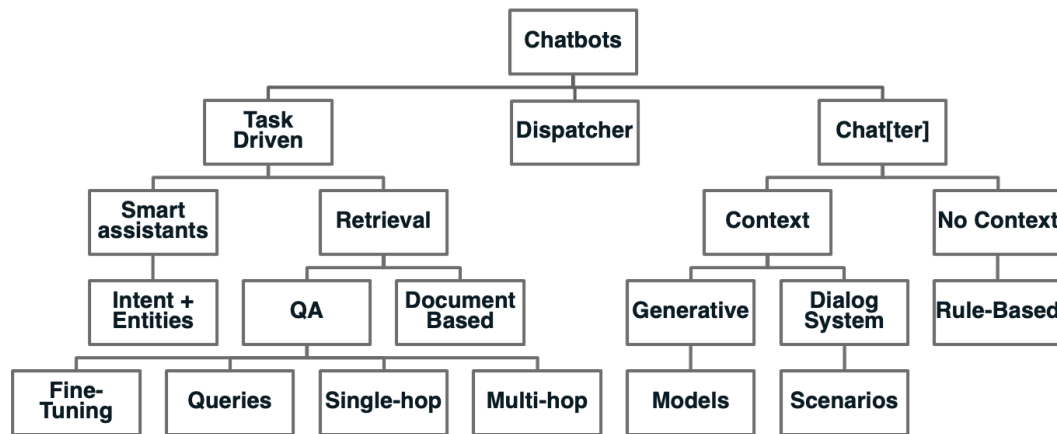 Chatbots
Task
Driven
Dispatcher
Chat[ter]
Smart
assistants
Retrieval
Context
No Context
Intent +
Entities
QA
Document
Based
Generative
Dialog
System
Rule-Based
Fine-
Tuning
Queries
Single-hop
Multi-hop
Models
Scenarios